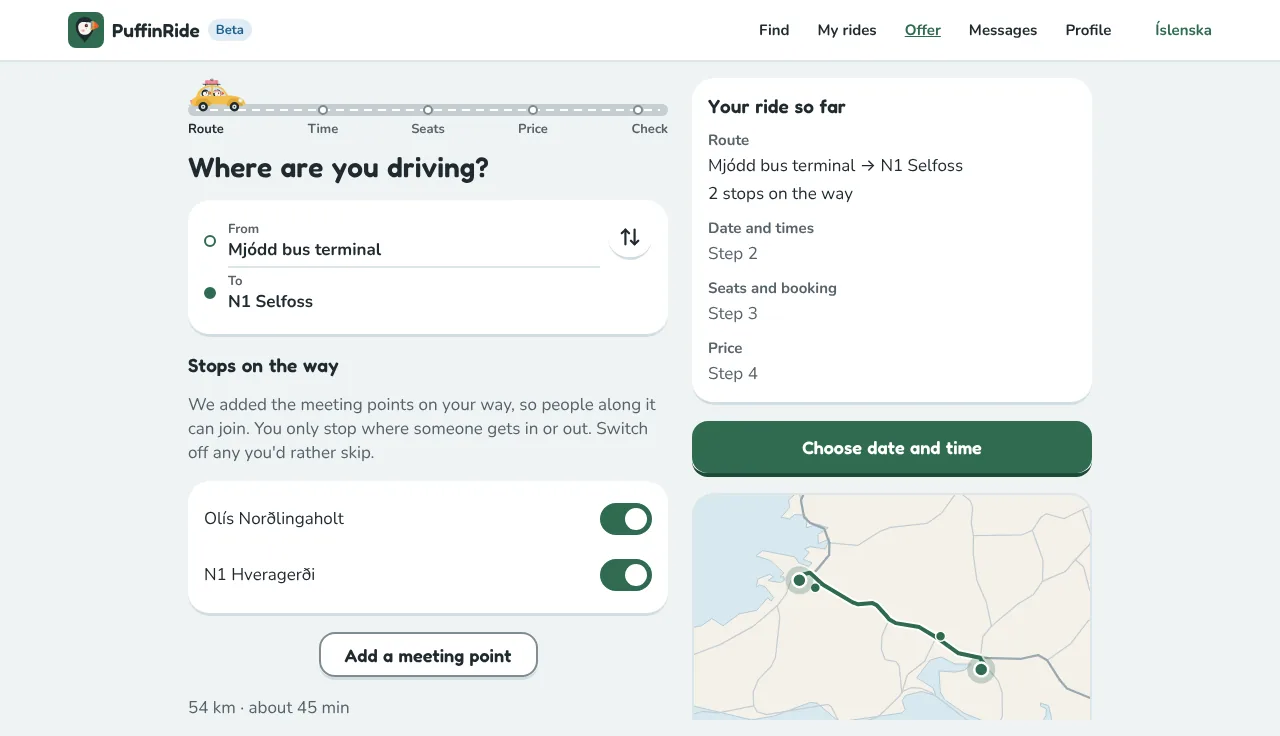 PuffinRide Beta
Find My rides Offer Messages Profile Íslenska
Route Time Seats Price Check
Where are you driving?
From
Mjódd bus terminal
To
N1 Selfoss
Stops on the way
We added the meeting points on your way, so people along it
can join. You only stop where someone gets in or out. Switch
off any you'd rather skip.
Olís Norðlingaholt
N1 Hveragerði
Add a meeting point
54 km · about 45 min
Your ride so far
Route
Mjódd bus terminal → N1 Selfoss
2 stops on the way
Date and times
Step 2
Seats and booking
Step 3
Price
Step 4
Choose date and time